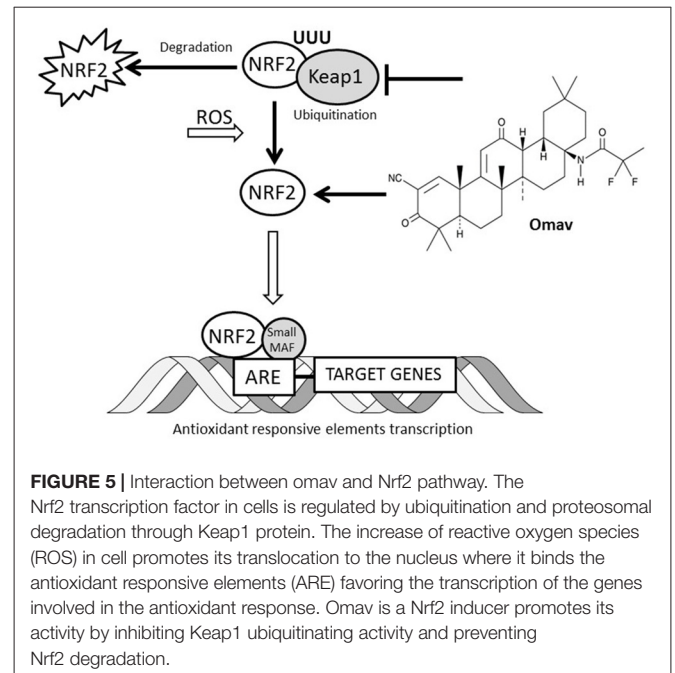 UUU
Degradation
NRF2
NRF2
Keap1
Ubiquitination
ROS
NRF2
O
H
H
O
N
H
F
F
NC
O
H
Omav
NRF2
Small
MAF
ARE
TARGET GENES
Antioxidant responsive elements transcription
FIGURE 5 | Interaction between omav and Nrf2 pathway. The
Nrf2 transcription factor in cells is regulated by ubiquitination and proteosomal
degradation through Keap1 protein. The increase of reactive oxygen species
(ROS) in cell promotes its translocation to the nucleus where it binds the
antioxidant responsive elements (ARE) favoring the transcription of the genes
involved in the antioxidant response. Omav is a Nrf2 inducer promotes its
activity by inhibiting Keap1 ubiquitinating activity and preventing
Nrf2 degradation.